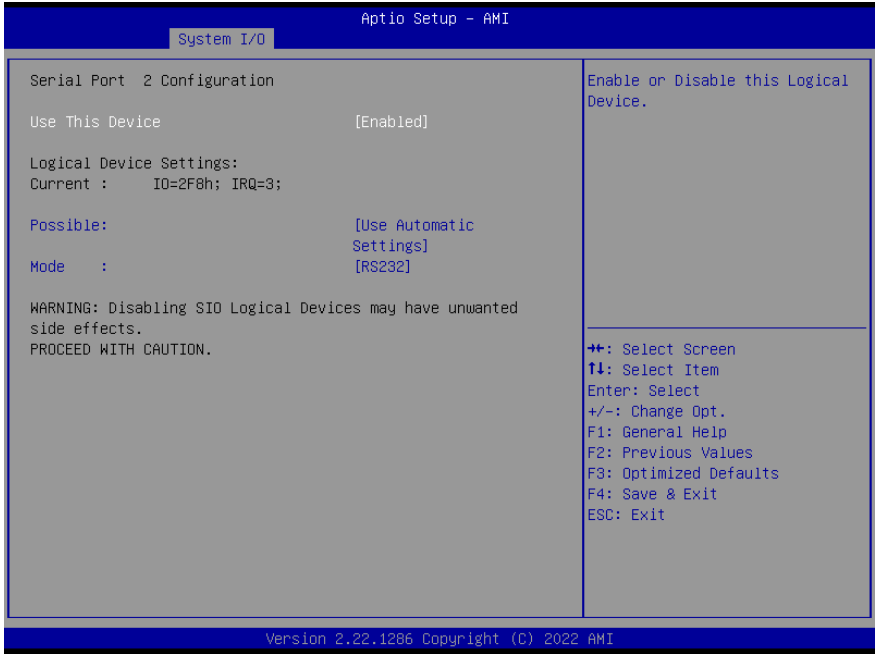 Aptio Setup – AMI
System I/O
Serial Port 2 Configuration
Use This Device [Enabled]
Logical Device Settings:
Current : IO=2F8h; IRQ=3;
Possible: [Use Automatic
Settings]
Mode : [RS232]
WARNING: Disabling SIO Logical Devices may have unwanted
side effects.
PROCEED WITH CAUTION.
Enable or Disable this Logical
Device.
→←: Select Screen
↑↓: Select Item
Enter: Select
+/-: Change Opt.
F1: General Help
F2: Previous Values
F3: Optimized Defaults
F4: Save & Exit
ESC: Exit
Version 2.22.1286 Copyright (C) 2022 AMI